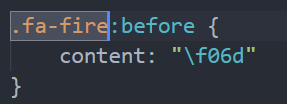 .fa-fire:before {
content: "\f06d"
}